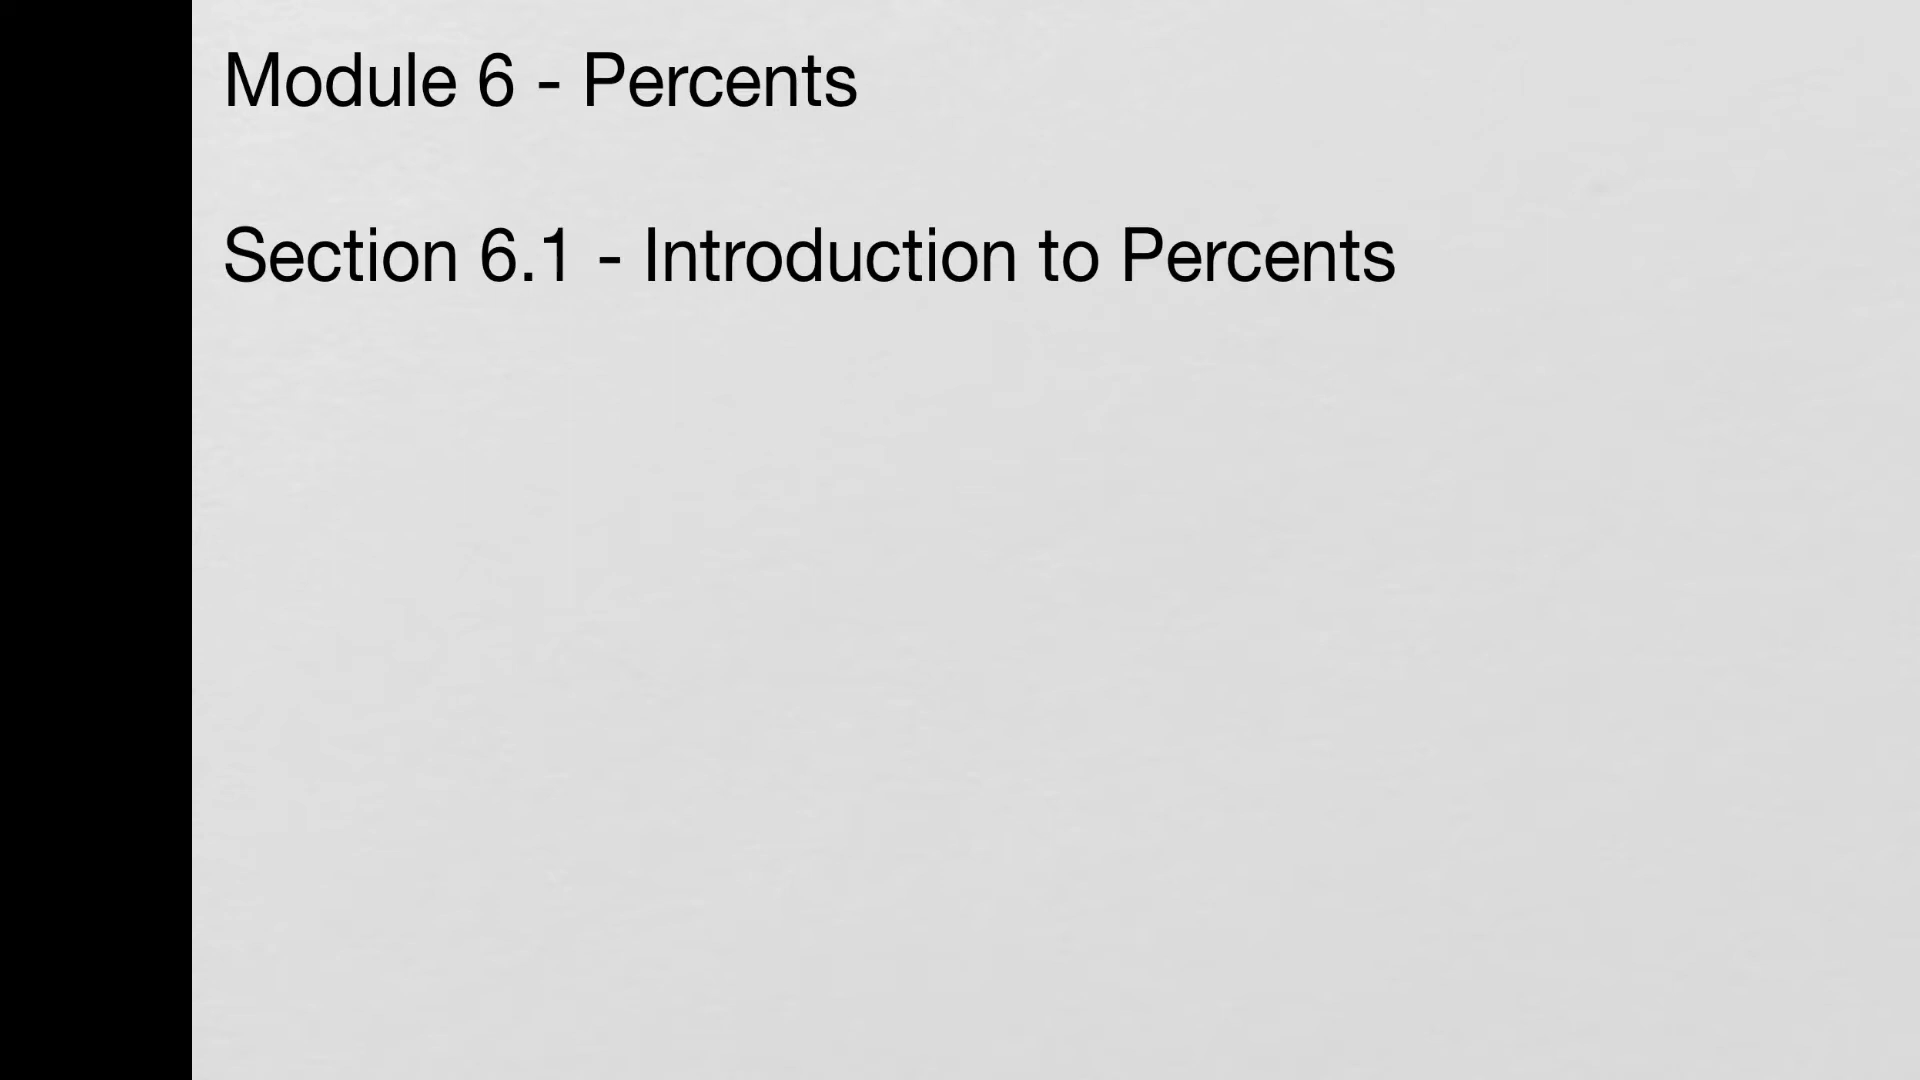 Module 6 - Percents
Section 6.1 - Introduction to Percents